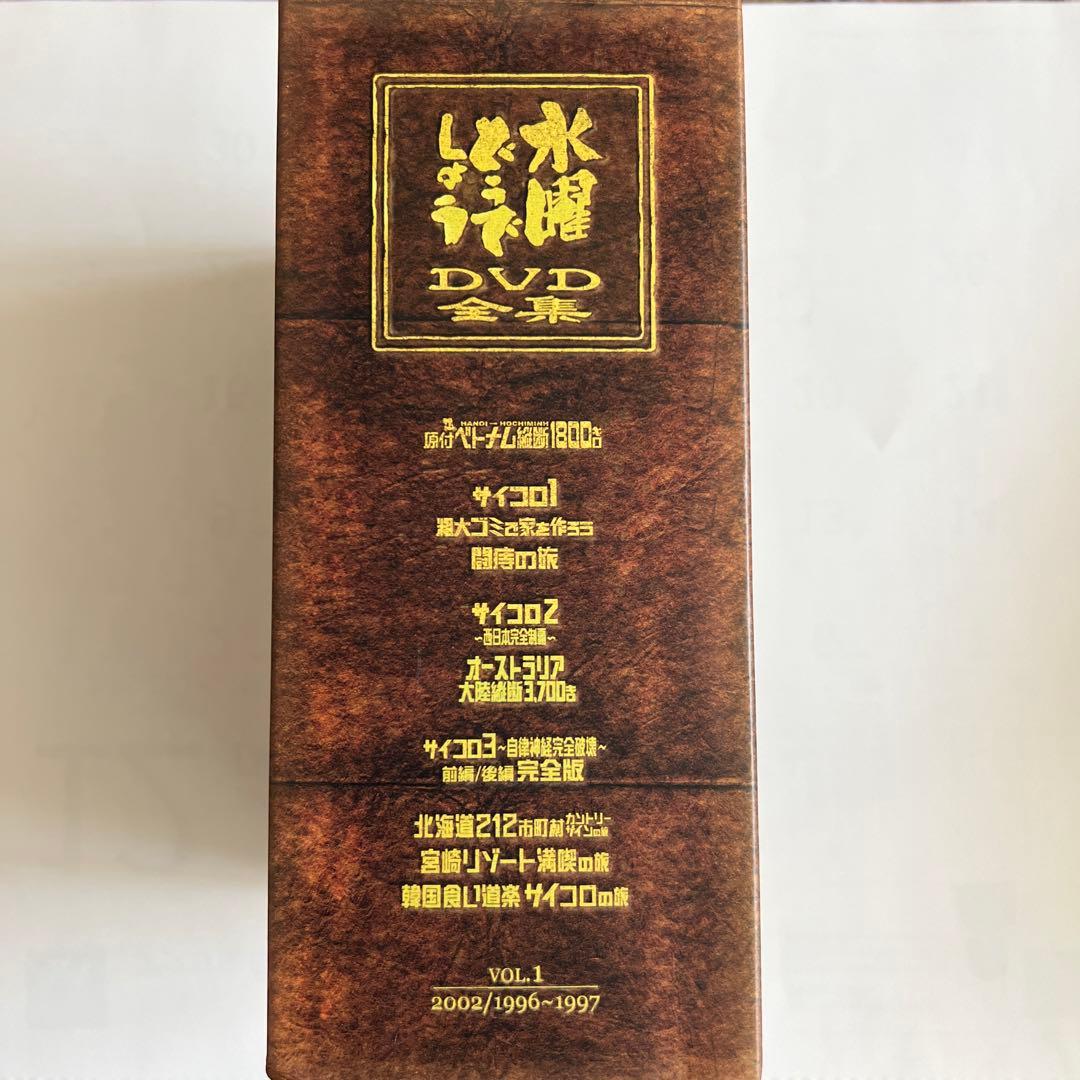 水曜
どうで
しょう
DVD
全集
HANOI — HOCHIMINH
原付ベトナム縦断1800キロ
サイコロ1
粗大ゴミで家を作ろう
闘痔の旅
サイコロ2
~西日本完全制覇~
オーストラリア
大陸縦断3,700キロ
サイコロ3~自律神経完全破壊~
前編/後編 完全版
北海道212市町村カントリーサインの旅
宮崎リゾート満喫の旅
韓国食い道楽サイコロの旅
VOL.1
2002/1996~1997